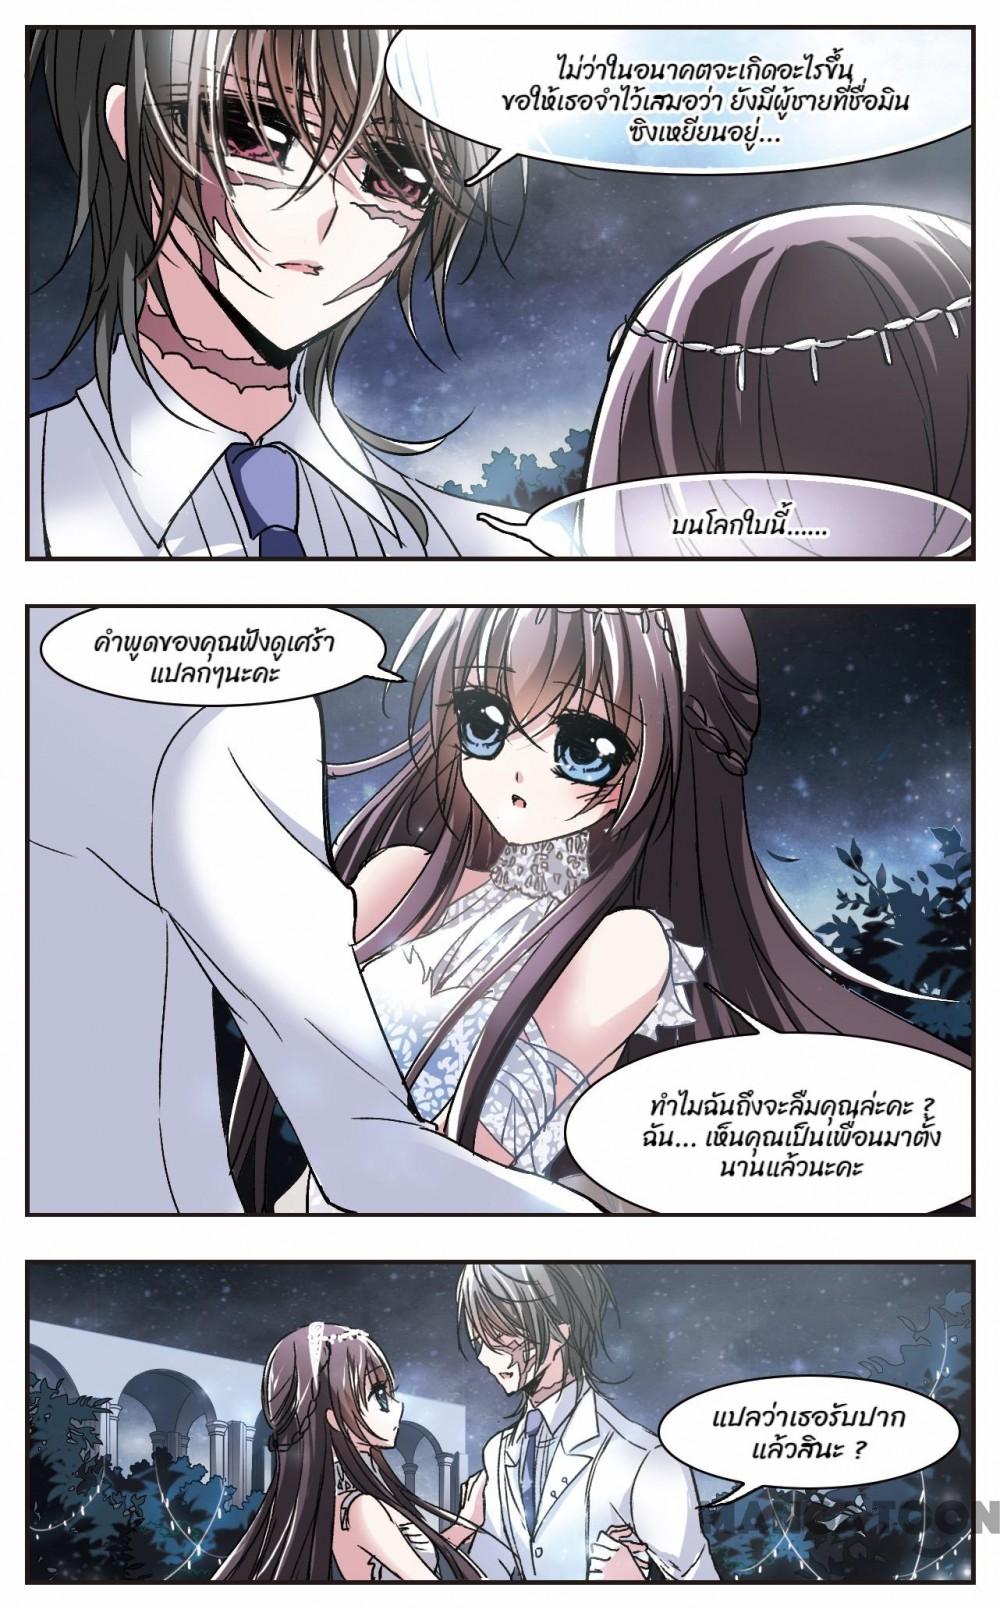 ไม่ว่าในอนาคตจะเกิดอะไรขึ้น
ขอให้เธอจำไว้เสมอว่า ยังมีผู้ชายที่ชื่อมิน
ซิงเหยียนอยู่...
บนโลกใบนี้......
คำพูดของคุณฟังดูเศร้า
แปลกๆนะคะ
ทำไมฉันถึงจะลืมคุณล่ะคะ ?
ฉัน... เห็นคุณเป็นเพื่อนมาตั้ง
นานแล้วนะคะ
แปลว่าเธอรับปาก
แล้วสินะ ?
MANGATOON